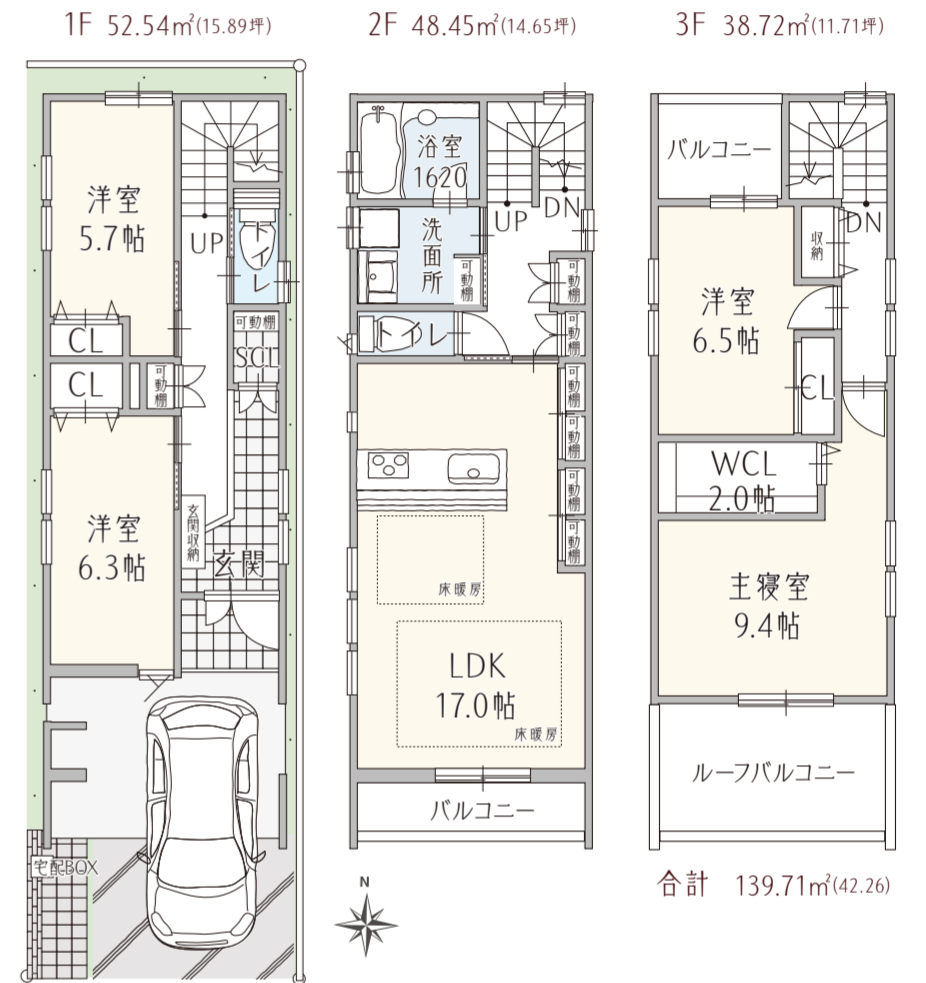 1F 52.54㎡(15.89坪)
洋室
5.7帖
UP
トイレ
CL
可動棚
SCL
CL
可動棚
洋室
6.3帖
玄関収納
玄関
宅配BOX
2F 48.45㎡(14.65坪)
浴室
1620
UP
DN
洗面所
可動棚
可動棚
トイレ
可動棚
可動棚
可動棚
可動棚
可動棚
床暖房
LDK
17.0帖
床暖房
バルコニー
N
3F 38.72㎡(11.71坪)
バルコニー
収納
DN
洋室
6.5帖
CL
WCL
2.0帖
主寝室
9.4帖
ルーフバルコニー
合計 139.71㎡(42.26)